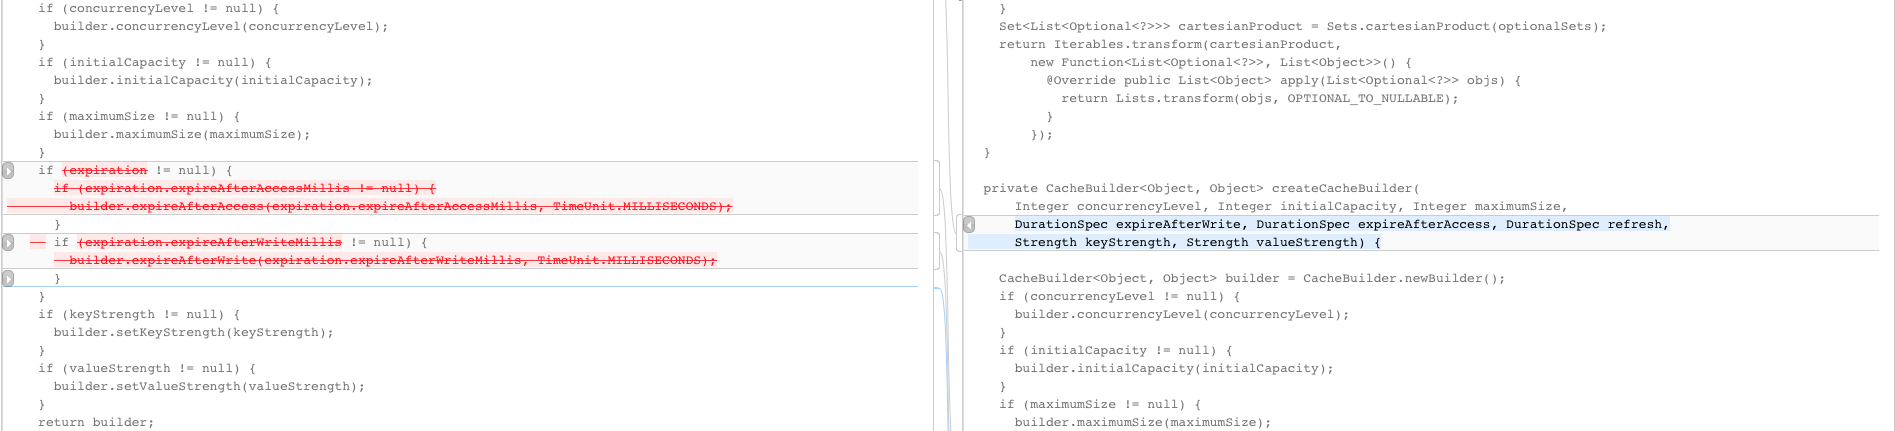 if (concurrencyLevel != null) {
builder.concurrencyLevel(concurrencyLevel);
}
if (initialCapacity != null) {
builder.initialCapacity(initialCapacity);
}
if (maximumSize != null) {
builder.maximumSize(maximumSize);
}
if (expiration != null) {
if (expiration.expireAfterAccessMillis != null) {
builder.expireAfterAccess(expiration.expireAfterAccessMillis, TimeUnit.MILLISECONDS);
}
if (expiration.expireAfterWriteMillis != null) {
builder.expireAfterWrite(expiration.expireAfterWriteMillis, TimeUnit.MILLISECONDS);
}
}
if (keyStrength != null) {
builder.setKeyStrength(keyStrength);
}
if (valueStrength != null) {
builder.setValueStrength(valueStrength);
}
return builder;
}
Set<List<Optional<?>>> cartesianProduct = Sets.cartesianProduct(optionalSets);
return Iterables.transform(cartesianProduct,
new Function<List<Optional<?>>, List<Object>>() {
@Override public List<Object> apply(List<Optional<?>> objs) {
return Lists.transform(objs, OPTIONAL_TO_NULLABLE);
}
});
}
private CacheBuilder<Object, Object> createCacheBuilder(
Integer concurrencyLevel, Integer initialCapacity, Integer maximumSize,
DurationSpec expireAfterWrite, DurationSpec expireAfterAccess, DurationSpec refresh,
Strength keyStrength, Strength valueStrength) {
CacheBuilder<Object, Object> builder = CacheBuilder.newBuilder();
if (concurrencyLevel != null) {
builder.concurrencyLevel(concurrencyLevel);
}
if (initialCapacity != null) {
builder.initialCapacity(initialCapacity);
}
if (maximumSize != null) {
builder.maximumSize(maximumSize);